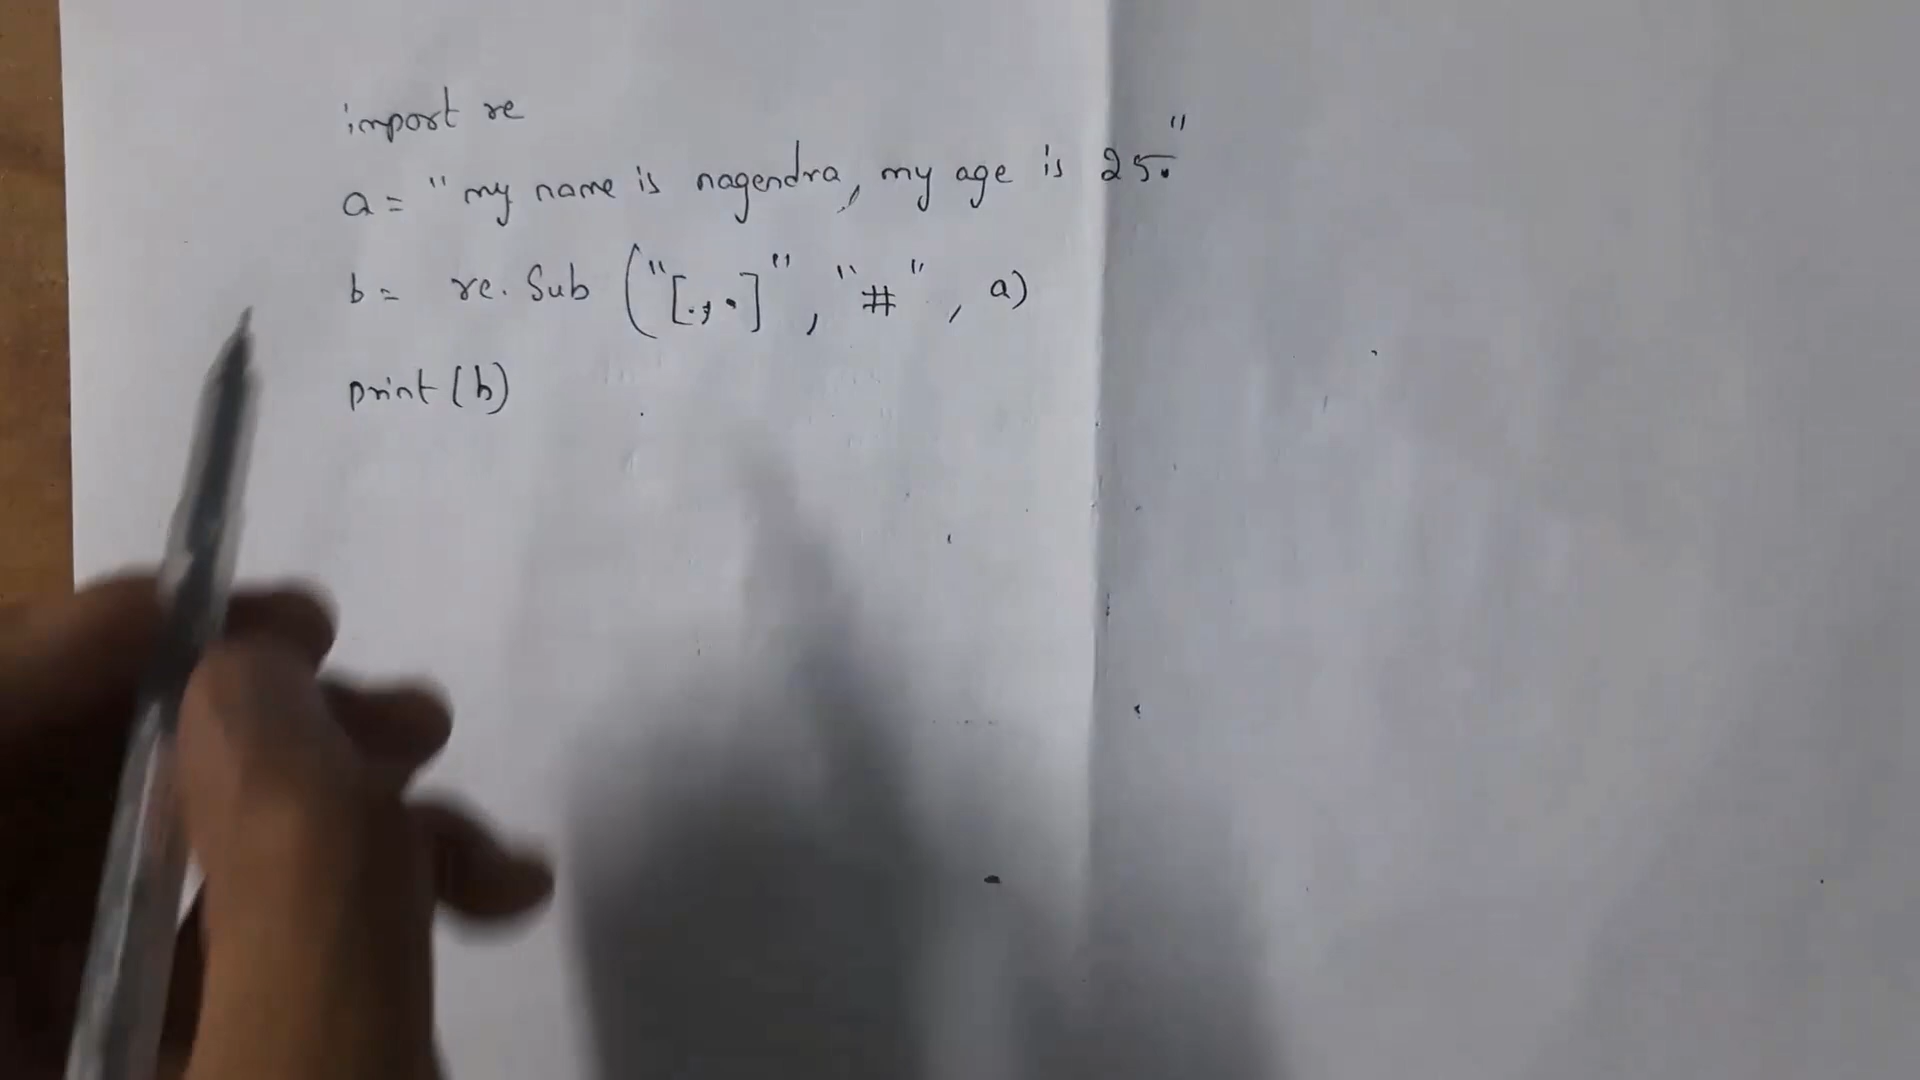 import re
a = "my name is nagendra, my age is 25."
b = re. Sub ("[.,.]", "#", a)
print (b)